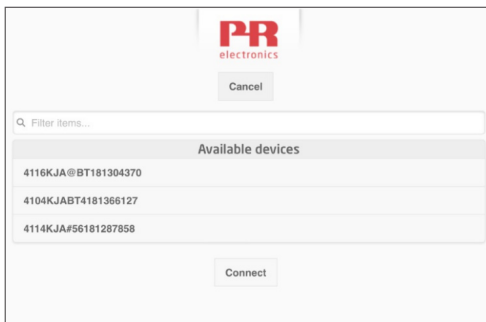 PR
electronics
Cancel
Filter items...
Available devices
4116KJA@BT181304370
4104KJABT4181366127
4114KJA#56181287858
Connect